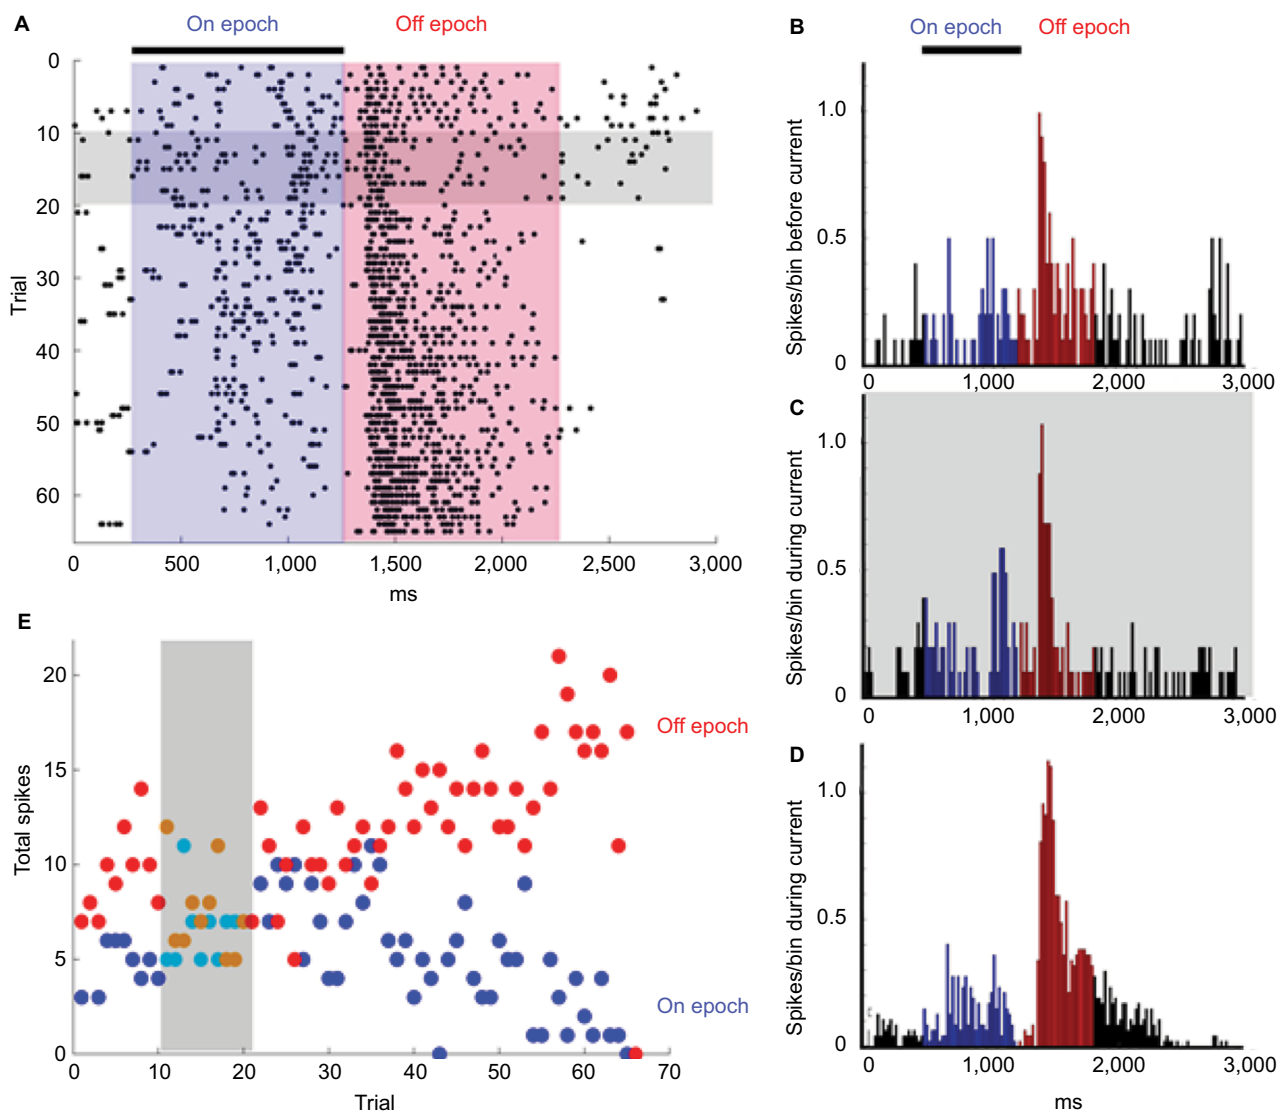 A
On epoch
Off epoch
0
10
20
30
40
50
60
Trial
0
500
1,000
1,500
2,000
2,500
3,000
ms
B
On epoch
Off epoch
Spikes/bin before current
1.0
0.5
0
0
1,000
2,000
3,000
C
Spikes/bin during current
1.0
0.5
0
0
1,000
2,000
3,000
D
Spikes/bin during current
1.0
0.5
0
0
1,000
2,000
3,000
ms
E
Total spikes
20
15
10
5
0
Off epoch
On epoch
0
10
20
30
40
50
60
70
Trial